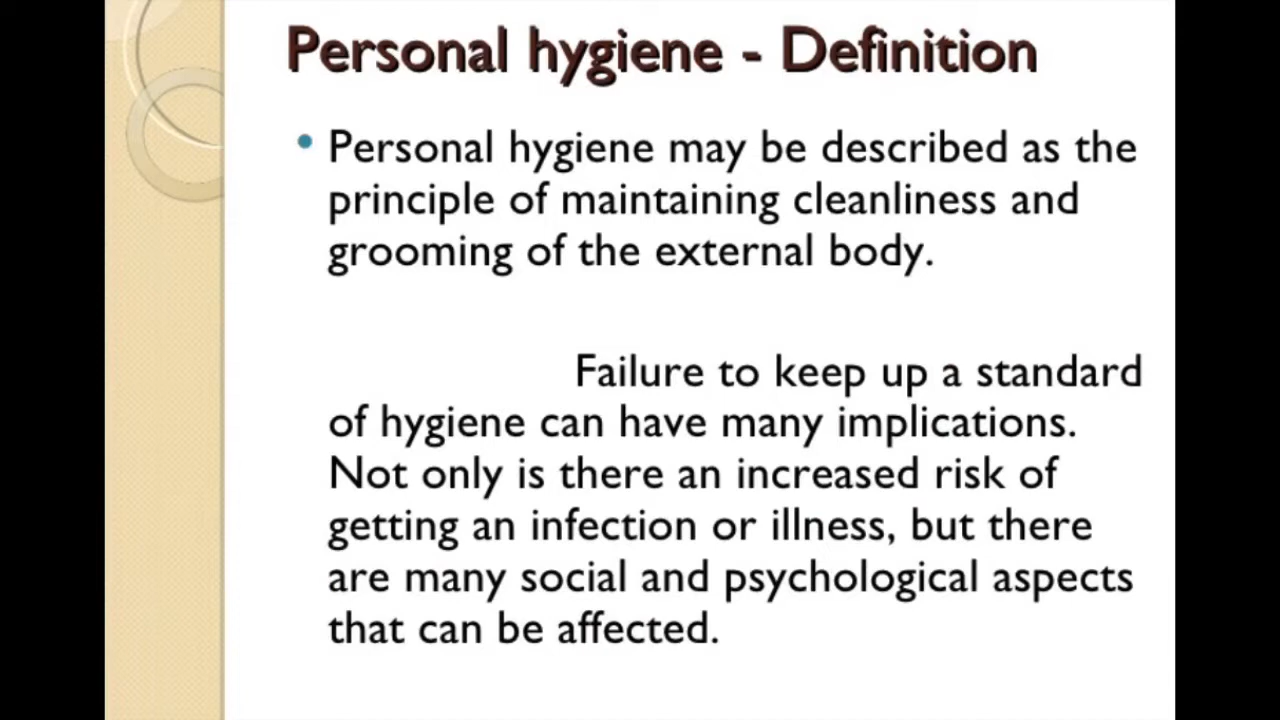 Personal hygiene - Definition
• Personal hygiene may be described as the
principle of maintaining cleanliness and
grooming of the external body.
Failure to keep up a standard
of hygiene can have many implications.
Not only is there an increased risk of
getting an infection or illness, but there
are many social and psychological aspects
that can be affected.